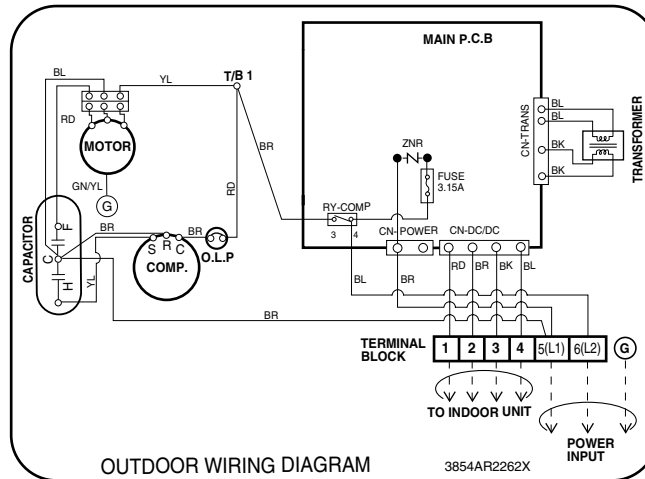 MAIN P.C.B
BL
YL
T/B 1
RD
MOTOR
GN/YL
G
BR
RD
ZNR
FUSE
3.15A
CN-TRANS
BL
BL
BK
BK
TRANSFORMER
RY-COMP
3 4
CN-POWER
CN-DC/DC
CAPACITOR
F
C
H
BR
YL
S R C
COMP.
BR
O.L.P
BL
BR
RD
BR
BK
BL
BR
TERMINAL
BLOCK
1 2 3 4 5(L1) 6(L2) G
TO INDOOR UNIT
POWER
INPUT
OUTDOOR WIRING DIAGRAM
3854AR2262X